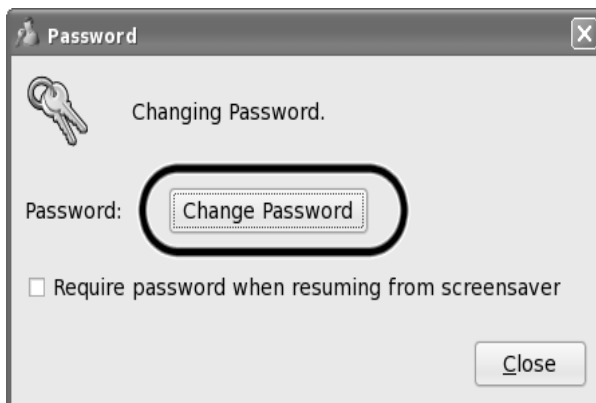 Password
Changing Password.
Password: Change Password
Require password when resuming from screensaver
Close